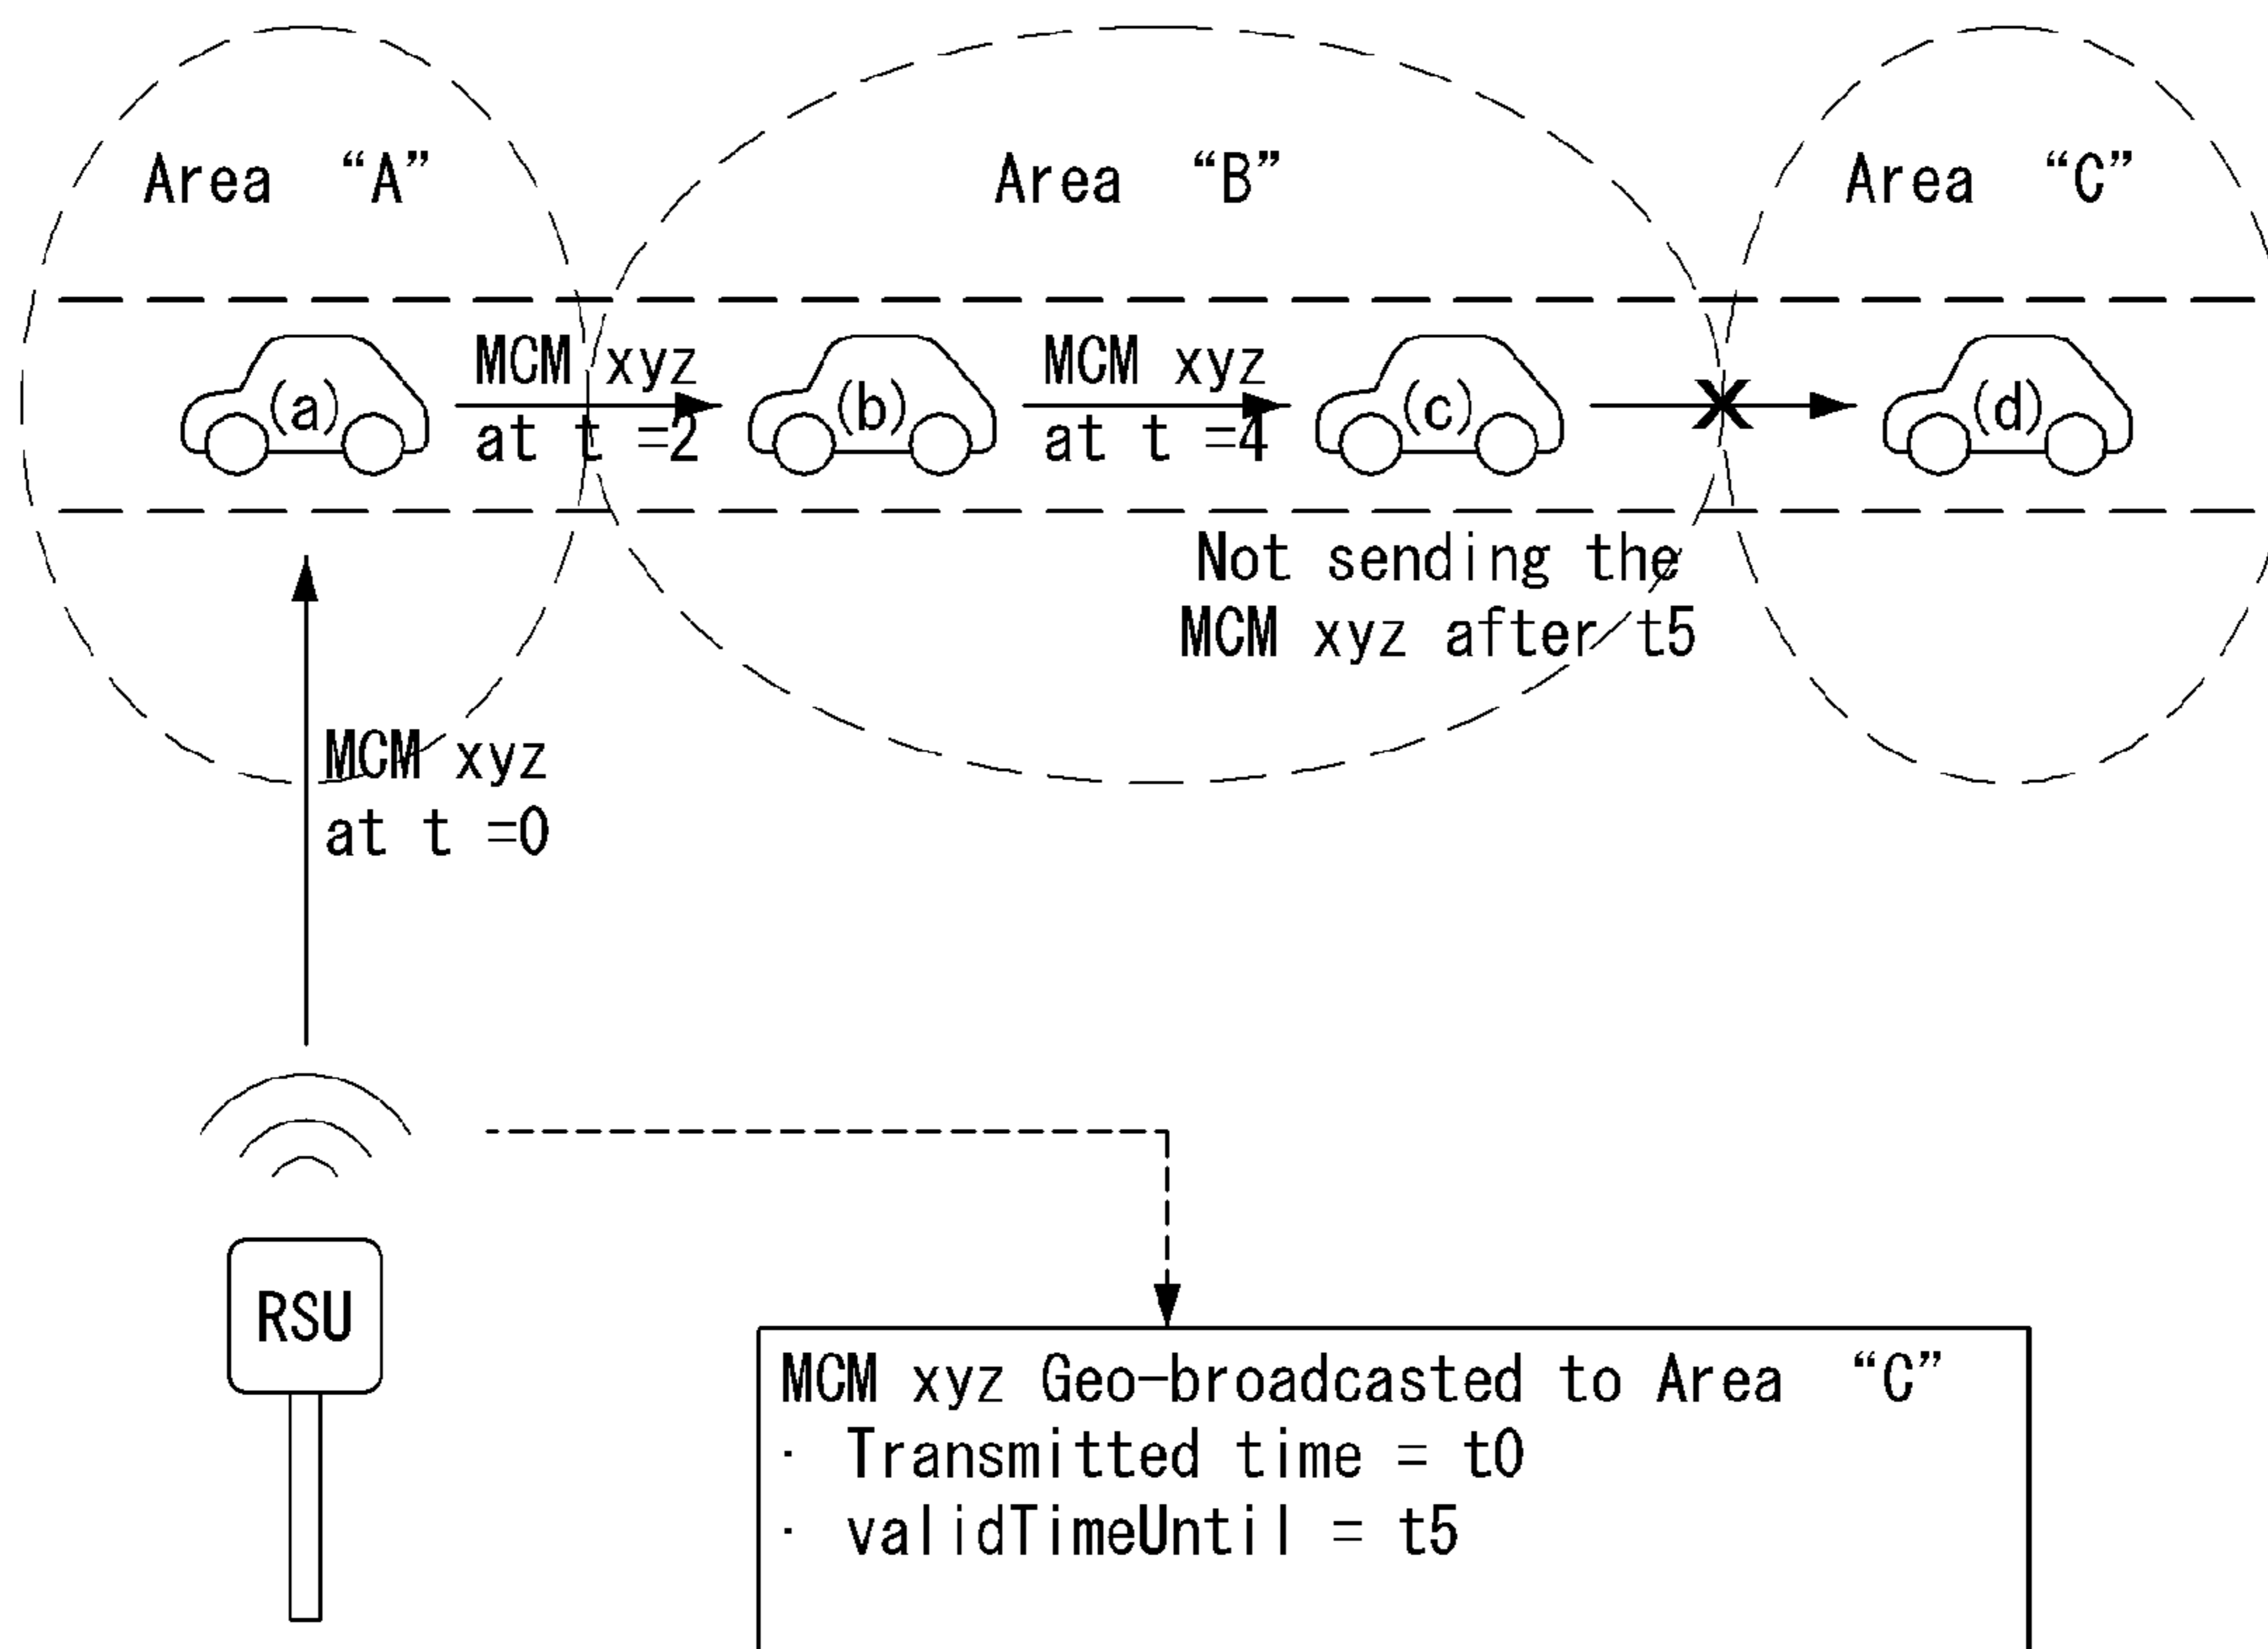 Area “A”
Area “B”
Area “C”
(a)
MCM xyz
at t =2
(b)
MCM xyz
at t =4
(c)
X
(d)
Not sending the
MCM xyz after t5
MCM xyz
at t =0
RSU
MCM xyz Geo-broadcasted to Area “C”
· Transmitted time = t0
· validTimeUntil = t5